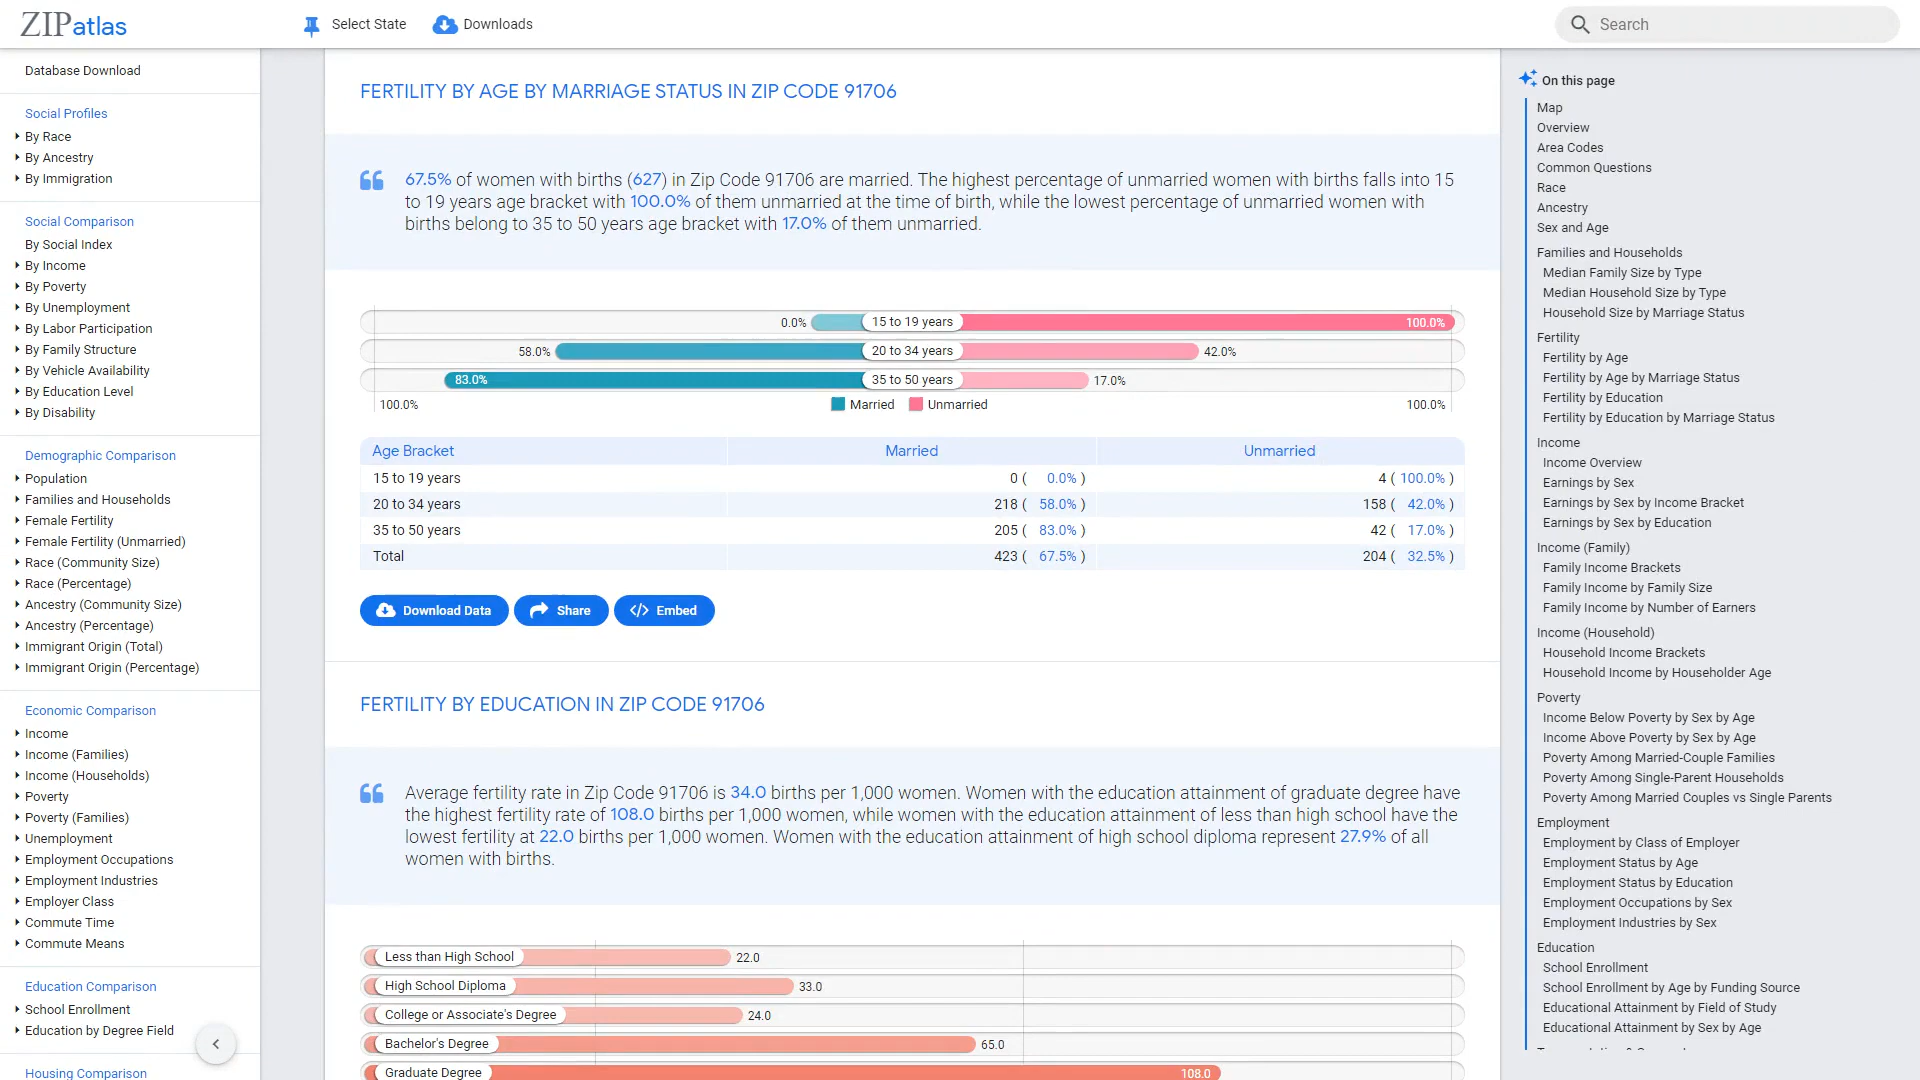 ZIPatlas
Select State
Downloads
Search
Database Download
Social Profiles
By Race
By Ancestry
By Immigration
Social Comparison
By Social Index
By Income
By Poverty
By Unemployment
By Labor Participation
By Family Structure
By Vehicle Availability
By Education Level
By Disability
Demographic Comparison
Population
Families and Households
Female Fertility
Female Fertility (Unmarried)
Race (Community Size)
Race (Percentage)
Ancestry (Community Size)
Ancestry (Percentage)
Immigrant Origin (Total)
Immigrant Origin (Percentage)
Economic Comparison
Income
Income (Families)
Income (Households)
Poverty
Poverty (Families)
Unemployment
Employment Occupations
Employment Industries
Employer Class
Commute Time
Commute Means
Education Comparison
School Enrollment
Education by Degree Field
Housing Comparison
FERTILITY BY AGE BY MARRIAGE STATUS IN ZIP CODE 91706
67.5% of women with births (627) in Zip Code 91706 are married. The highest percentage of unmarried women with births falls into 15
to 19 years age bracket with 100.0% of them unmarried at the time of birth, while the lowest percentage of unmarried women with
births belong to 35 to 50 years age bracket with 17.0% of them unmarried.
0.0% 15 to 19 years 100.0%
58.0% 20 to 34 years 42.0%
83.0% 35 to 50 years 17.0%
100.0% Married Unmarried 100.0%
Age Bracket Married Unmarried
15 to 19 years 0 ( 0.0% ) 4 ( 100.0% )
20 to 34 years 218 ( 58.0% ) 158 ( 42.0% )
35 to 50 years 205 ( 83.0% ) 42 ( 17.0% )
Total 423 ( 67.5% ) 204 ( 32.5% )
Download Data
Share
Embed
FERTILITY BY EDUCATION IN ZIP CODE 91706
Average fertility rate in Zip Code 91706 is 34.0 births per 1,000 women. Women with the education attainment of graduate degree have
the highest fertility rate of 108.0 births per 1,000 women, while women with the education attainment of less than high school have the
lowest fertility at 22.0 births per 1,000 women. Women with the education attainment of high school diploma represent 27.9% of all
women with births.
Less than High School 22.0
High School Diploma 33.0
College or Associate's Degree 24.0
Bachelor's Degree 65.0
Graduate Degree 108.0
On this page
Map
Overview
Area Codes
Common Questions
Race
Ancestry
Sex and Age
Families and Households
Median Family Size by Type
Median Household Size by Type
Household Size by Marriage Status
Fertility
Fertility by Age
Fertility by Age by Marriage Status
Fertility by Education
Fertility by Education by Marriage Status
Income
Income Overview
Earnings by Sex
Earnings by Sex by Income Bracket
Earnings by Sex by Education
Income (Family)
Family Income Brackets
Family Income by Family Size
Family Income by Number of Earners
Income (Household)
Household Income Brackets
Household Income by Householder Age
Poverty
Income Below Poverty by Sex by Age
Income Above Poverty by Sex by Age
Poverty Among Married-Couple Families
Poverty Among Single-Parent Households
Poverty Among Married Couples vs Single Parents
Employment
Employment by Class of Employer
Employment Status by Age
Employment Status by Education
Employment Occupations by Sex
Employment Industries by Sex
Education
School Enrollment
School Enrollment by Age by Funding Source
Educational Attainment by Field of Study
Educational Attainment by Sex by Age